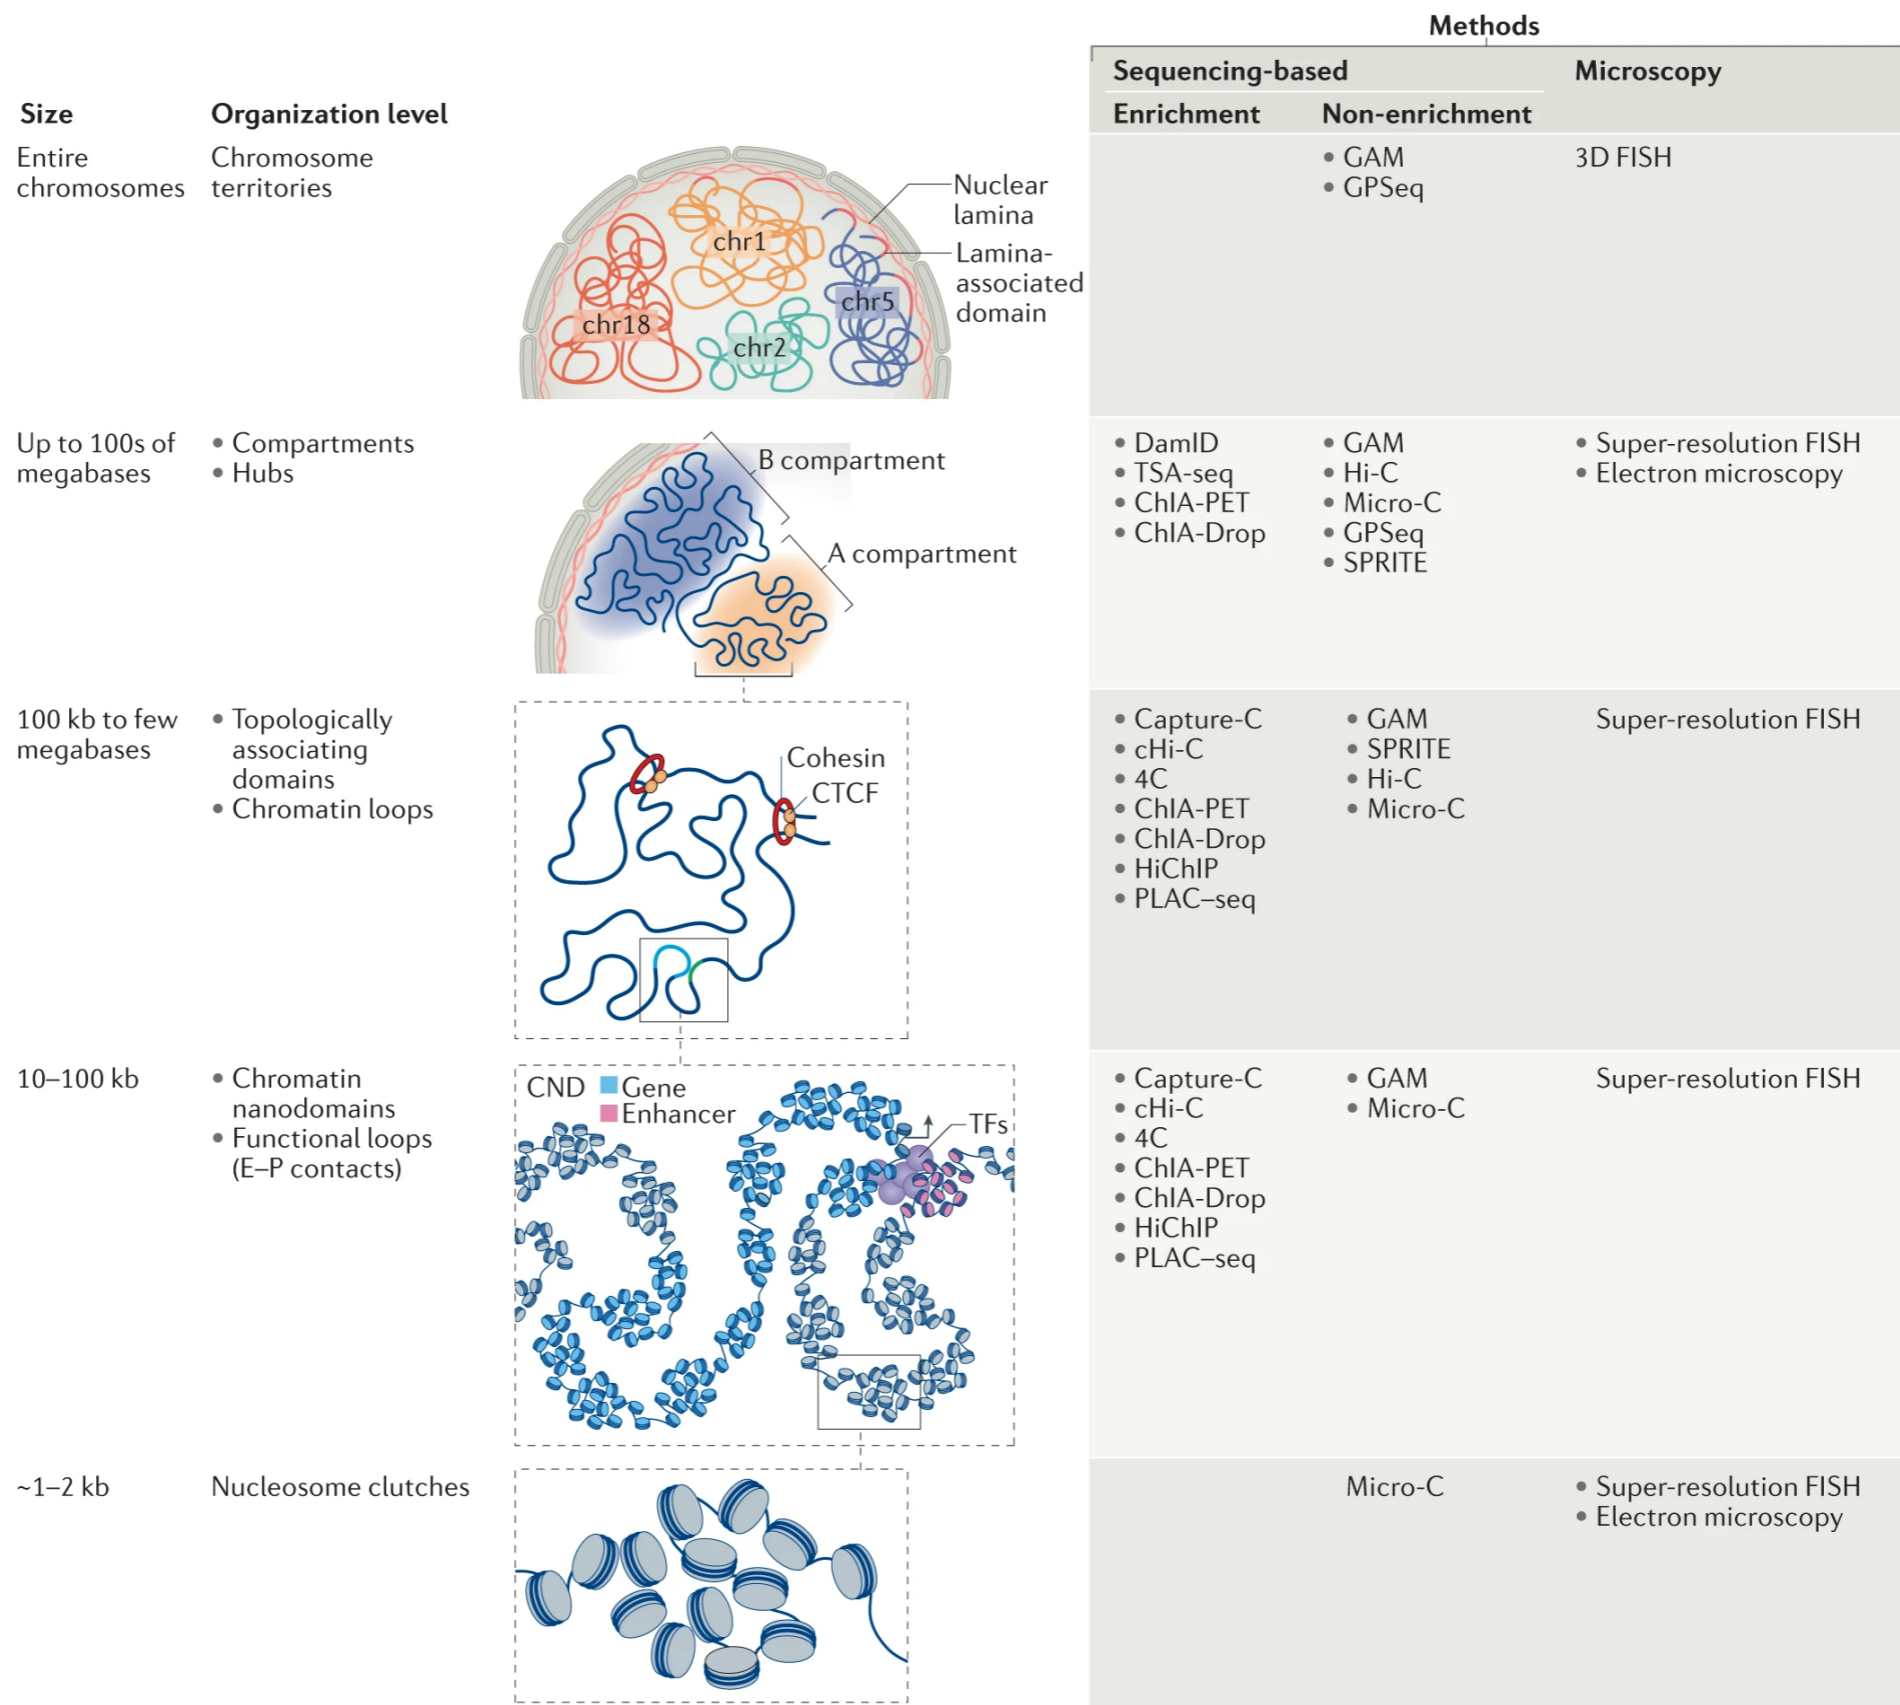 Methods
Sequencing-based
Microscopy
Size
Organization level
Enrichment
Non-enrichment
Entire
chromosomes
Chromosome
territories
chr1
chr18
chr2
chr5
Nuclear
lamina
Lamina-
associated
domain
• GAM
• GPSeq
3D FISH
Up to 100s of
megabases
• Compartments
• Hubs
B compartment
A compartment
• DamID
• TSA-seq
• ChIA-PET
• ChIA-Drop
• GAM
• Hi-C
• Micro-C
• GPSeq
• SPRITE
• Super-resolution FISH
• Electron microscopy
100 kb to few
megabases
• Topologically
associating
domains
• Chromatin loops
Cohesin
CTCF
• Capture-C
• cHi-C
• 4C
• ChIA-PET
• ChIA-Drop
• HiChIP
• PLAC–seq
• GAM
• SPRITE
• Hi-C
• Micro-C
Super-resolution FISH
10–100 kb
• Chromatin
nanodomains
• Functional loops
(E–P contacts)
CND
Gene
Enhancer
TFs
• Capture-C
• cHi-C
• 4C
• ChIA-PET
• ChIA-Drop
• HiChIP
• PLAC–seq
• GAM
• Micro-C
Super-resolution FISH
~1–2 kb
Nucleosome clutches
Micro-C
• Super-resolution FISH
• Electron microscopy